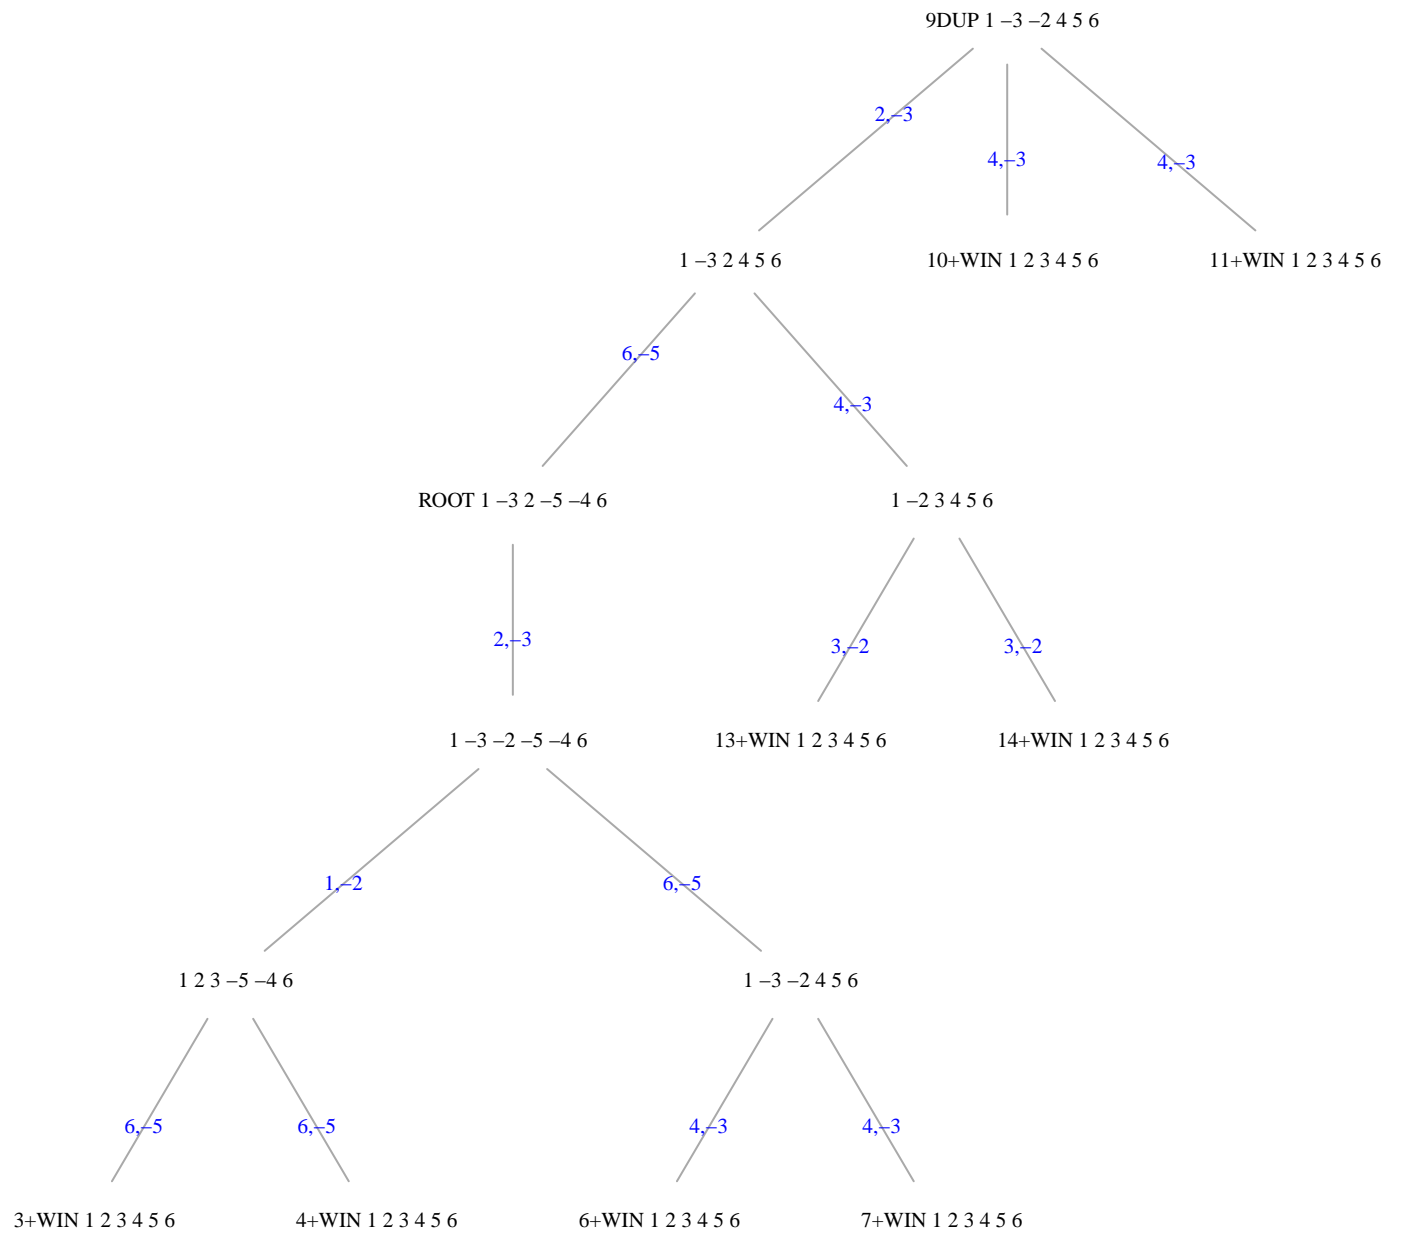 9DUP 1 –3 –2 4 5 6
2,–3
4,–3
4,–3
1 –3 2 4 5 6
10+WIN 1 2 3 4 5 6
11+WIN 1 2 3 4 5 6
6,–5
4,–3
ROOT 1 –3 2 –5 –4 6
1 –2 3 4 5 6
2,–3
3,–2
3,–2
1 –3 –2 –5 –4 6
13+WIN 1 2 3 4 5 6
14+WIN 1 2 3 4 5 6
1,–2
6,–5
1 2 3 –5 –4 6
1 –3 –2 4 5 6
6,–5
6,–5
4,–3
4,–3
3+WIN 1 2 3 4 5 6
4+WIN 1 2 3 4 5 6
6+WIN 1 2 3 4 5 6
7+WIN 1 2 3 4 5 6